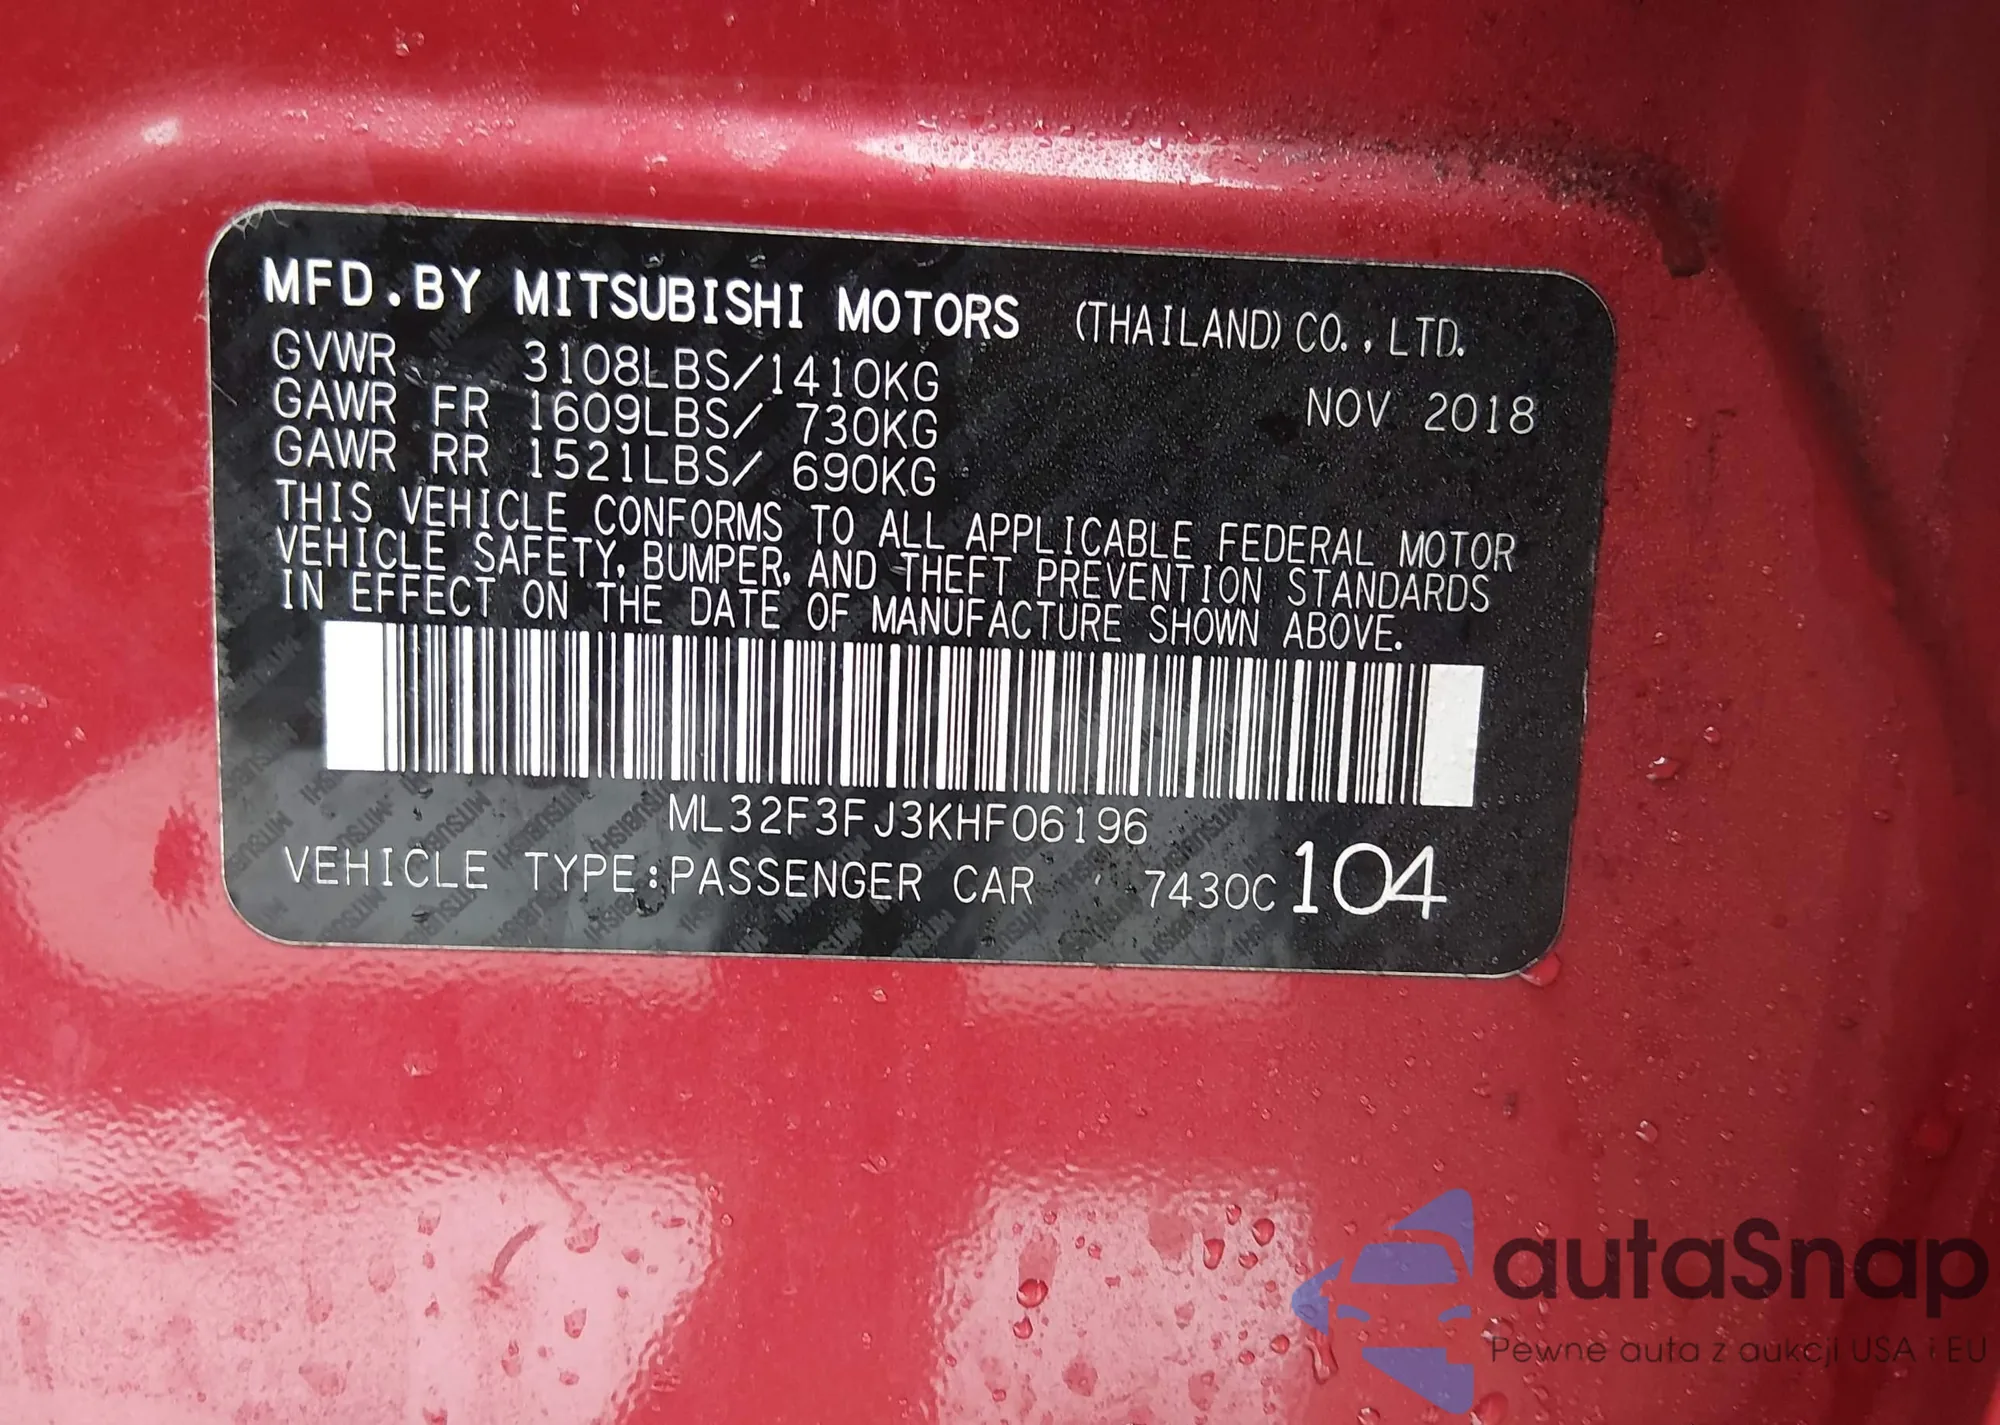 MFD.BY MITSUBISHI MOTORS (THAILAND) CO.,LTD.
GVWR 3108LBS/1410KG
NOV 2018
GAWR FR 1609LBS/ 730KG
GAWR RR 1521LBS/ 690KG
THIS VEHICLE CONFORMS TO ALL APPLICABLE FEDERAL MOTOR
VEHICLE SAFETY, BUMPER, AND THEFT PREVENTION STANDARDS
IN EFFECT ON THE DATE OF MANUFACTURE SHOWN ABOVE.
ML32F3FJ3KHF06196
VEHICLE TYPE:PASSENGER CAR 7430C 104
autaSnap
Pewne auta z aukcji USA i EU